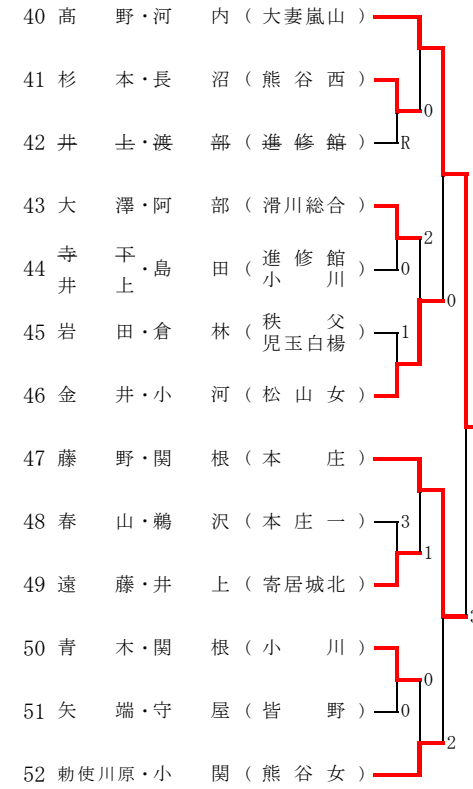 40 髙 野・河 内 ( 大妻嵐山 )
41 杉 本・長 沼 ( 熊 谷 西 )
0
42 井 上・渡 部 ( 進 修 館 ) R
43 大 澤・阿 部 ( 滑川総合 )
2
寺 下 進 修 館
44 ・島 田 ( ) 0
井 上 小 川
0
秩 父
45 岩 田・倉 林 ( ) 1
児玉白楊
46 金 井・小 河 ( 松 山 女 )
47 藤 野・関 根 ( 本 庄 )
48 春 山・鵜 沢 ( 本 庄 一 ) 3
1
49 遠 藤・井 上 ( 寄居城北 )
50 青 木・関 根 ( 小 川 )
0
51 矢 端・守 屋 ( 皆 野 ) 0
2
52 勅使川原・小 関 ( 熊 谷 女 )